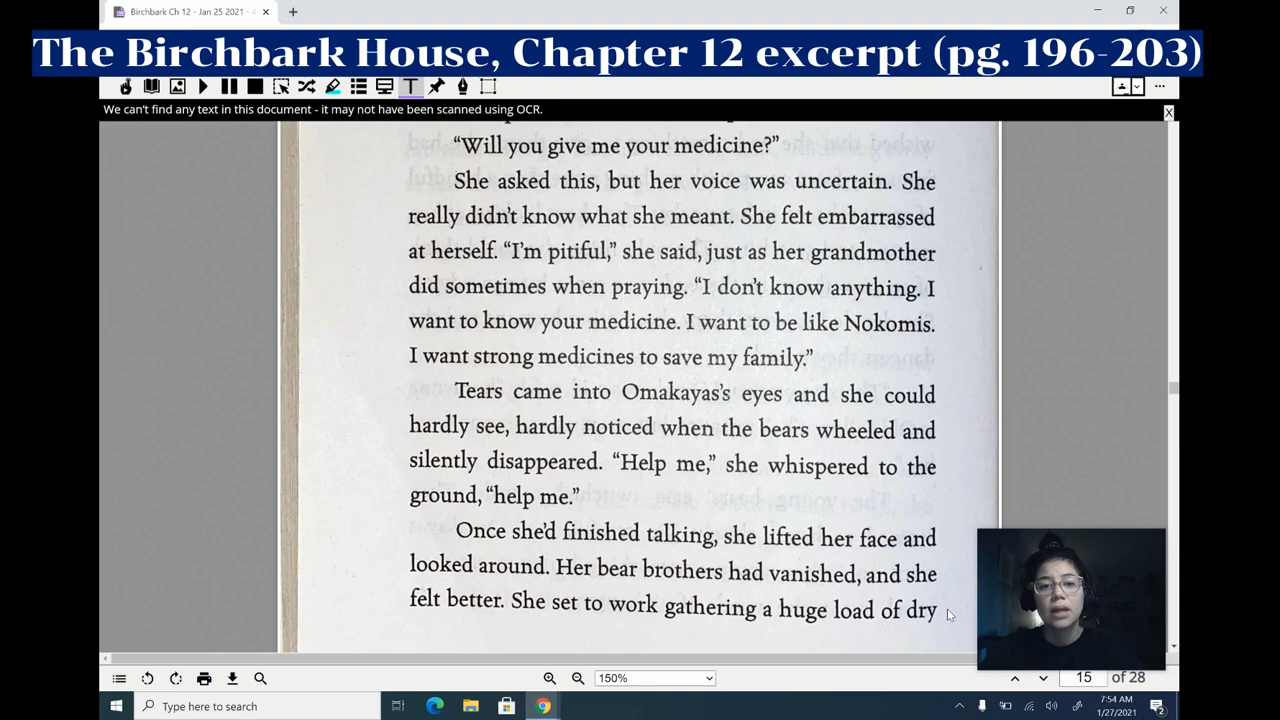 Birchbark Ch 12 - Jan 25 2021 -
The Birchbark House, Chapter 12 excerpt (pg. 196-203)
We can't find any text in this document - it may not have been scanned using OCR.
X
"Will you give me your medicine?"
She asked this, but her voice was uncertain. She
really didn't know what she meant. She felt embarrassed
at herself. "I'm pitiful," she said, just as her grandmother
did sometimes when praying. "I don't know anything. I
want to know your medicine. I want to be like Nokomis.
I want strong medicines to save my family."
Tears came into Omakayas's eyes and she could
hardly see, hardly noticed when the bears wheeled and
silently disappeared. "Help me," she whispered to the
ground, "help me."
Once she'd finished talking, she lifted her face and
looked around. Her bear brothers had vanished, and she
felt better. She set to work gathering a huge load of dry
150%
15 of 28
Type here to search
7:54 AM
1/27/2021
2